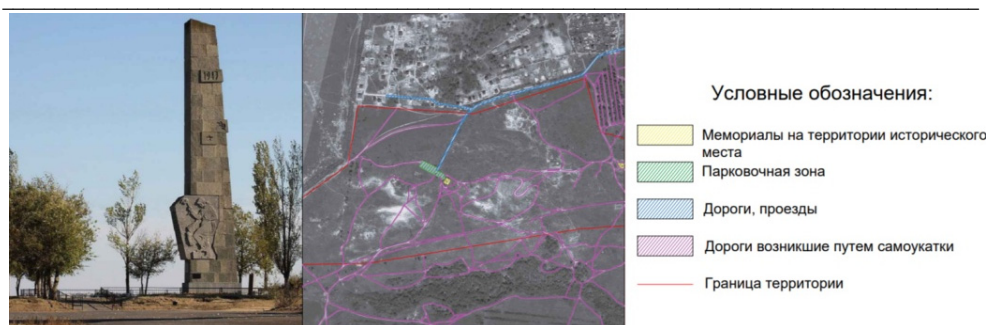 Условные обозначения:
Мемориалы на территории исторического
места
Парковочная зона
Дороги, проезды
Дороги возникшие путем самоукатки
Граница территории